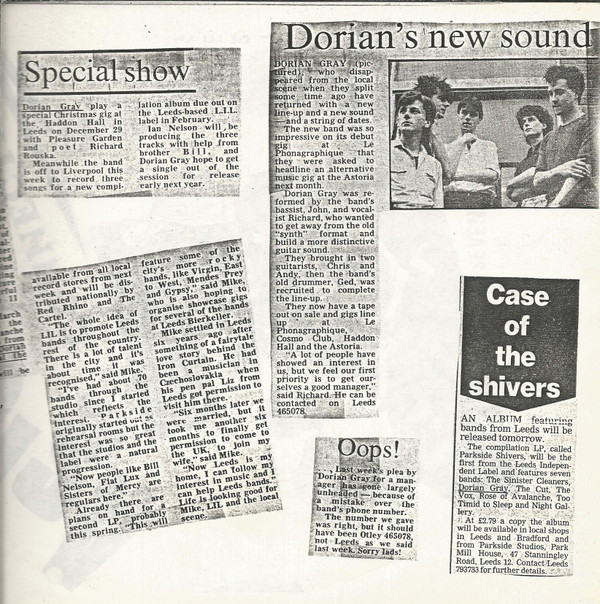 Special show
Dorian Gray play a
special Christmas gig at
the Haddon Hall in
Leeds on December 29
with Pleasure Garden
and poet Richard
Rouska.
Meanwhile the band
is off to Liverpool this
week to record three
songs for a new compi-
lation album due out on
the Leeds-based L.I.L.
label in February.
Ian Nelson will be
producing the three
tracks with help from
brother Bill, and
Dorian Gray hope to get
a single out of the
session for release
early next year.
Dorian's new sound
DORIAN GRAY (pic-
tured), who disap-
peared from the local
scene when they split
some time ago have
returned with a new
line-up and a new sound
— and a string of dates.
The new band was so
impressive on its debut
gig at Le
Phonagraphique that
they were asked to
headline an alternative
music gig at the Astoria
next month.
Dorian Gray was re-
formed by the band's
bassist, John, and vocal-
ist Richard, who wanted
to get away from the old
"synth" format and
build a more distinctive
guitar sound.
They brought in two
guitarists, Chris and
Andy, then the band's
old drummer, Ged, was
recruited to complete
the line-up.
They now have a tape
out on sale and gigs line
up at Le
Phonagraphique,
Cosmo Club, Haddon
Hall and the Astoria.
"A lot of people have
showed an interest in
us, but we feel our first
priority is to get our-
selves a good manager,"
said Richard. He can be
contacted on Leeds
465078.
available from all local
record stores from next
week and will be dis-
tributed nationally by
Red Rhino and The
Cartel.
"The whole idea of
LIL is to promote Leeds
bands throughout the
rest of the country.
There is a lot of talent
in the city and it's
about time it was
recognised," said Mike.
"I've had about 70
bands through the
studio since I started
which reflects the
interest. Parkside
originally started out as
rehearsal rooms but the
interest was so great
that the studios and the
label were a natural
progression.
"Now people like Bill
Nelson, Fiat Lux and
Sisters of Mercy are
regulars here."
Already there are
plans on hand for a
second LP, probably
this spring. "This will
feature some of the
city's more rocky
bands, like Virgin, East
to West, Mendes Prey
and Gypsy," said Mike,
who is also hoping to
organise showcase gigs
for several of the bands
at Leeds Bierkeller.
Mike settled in Leeds
six years ago after
something of a fairytale
love story behind the
Iron Curtain. He had
been a musician in
Czechoslovakia when
his pen pal Liz from
Leeds got permission to
visit him there.
"Six months later we
were married, but it
took me another six
months to finally get
permission to come to
the UK, to join my
wife," said Mike.
"Now Leeds is my
home, I can follow my
interest in music and I
can help Leeds bands."
Life is looking good for
Mike, LIL and the local
scene.
Oops!
Last week's plea by
Dorian Gray for a man-
ager has gone largely
unheaded — because of
a mistake over the
band's phone number.
The number we gave
was right, but it should
have been Otley 465078,
not Leeds as we said
last week. Sorry lads!
Case
of
the
shivers
AN ALBUM featuring
bands from Leeds will be
released tomorrow.
The compilation LP, called
Parkside Shivers, will be the
first from the Leeds Indepen-
dent Label and features seven
bands: The Sinister Cleaners,
Dorian Gray, The Cut, The
Vox, Rose of Avalanche, Too
Timid to Sleep and Night Gal-
lery.
At £2.79 a copy the album
will be available in local shops
in Leeds and Bradford and
from Parkside Studios, Park
Mill House, 47 Stanningley
Road, Leeds 12. Contact Leeds
793783 for further details.